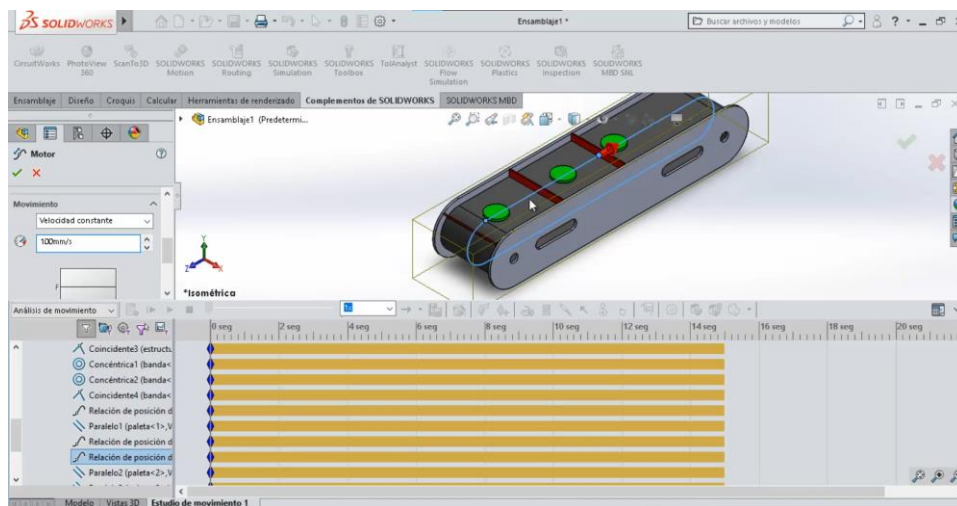 SOLIDWORKS
Ensamblaje1 *
Buscar archivos y modelos
CircuitWorks PhotoView 360 ScanTo3D SOLIDWORKS Motion SOLIDWORKS Routing SOLIDWORKS Simulation SOLIDWORKS Toolbox TolAnalyst SOLIDWORKS Flow Simulation SOLIDWORKS Plastics SOLIDWORKS Inspection SOLIDWORKS MBD SNL
Ensamblaje Diseño Croquis Calcular Herramientas de renderizado Complementos de SOLIDWORKS SOLIDWORKS MBD
Ensamblaje1 (Predetermi...
Motor
Movimiento
Velocidad constante
100mm/s
F
Y
Z X
*Isométrica
Análisis de movimiento
0 seg 2 seg 4 seg 6 seg 8 seg 10 seg 12 seg 14 seg 16 seg 18 seg 20 seg
Coincidente3 (estructu
Concéntrica1 (banda<
Concéntrica2 (banda<
Coincidente4 (banda<
Relación de posición d
Paralelo1 (paleta<1>,V
Relación de posición d
Relación de posición d
Paralelo2 (paleta<2>,V
Modelo Vistas 3D Estudio de movimiento 1